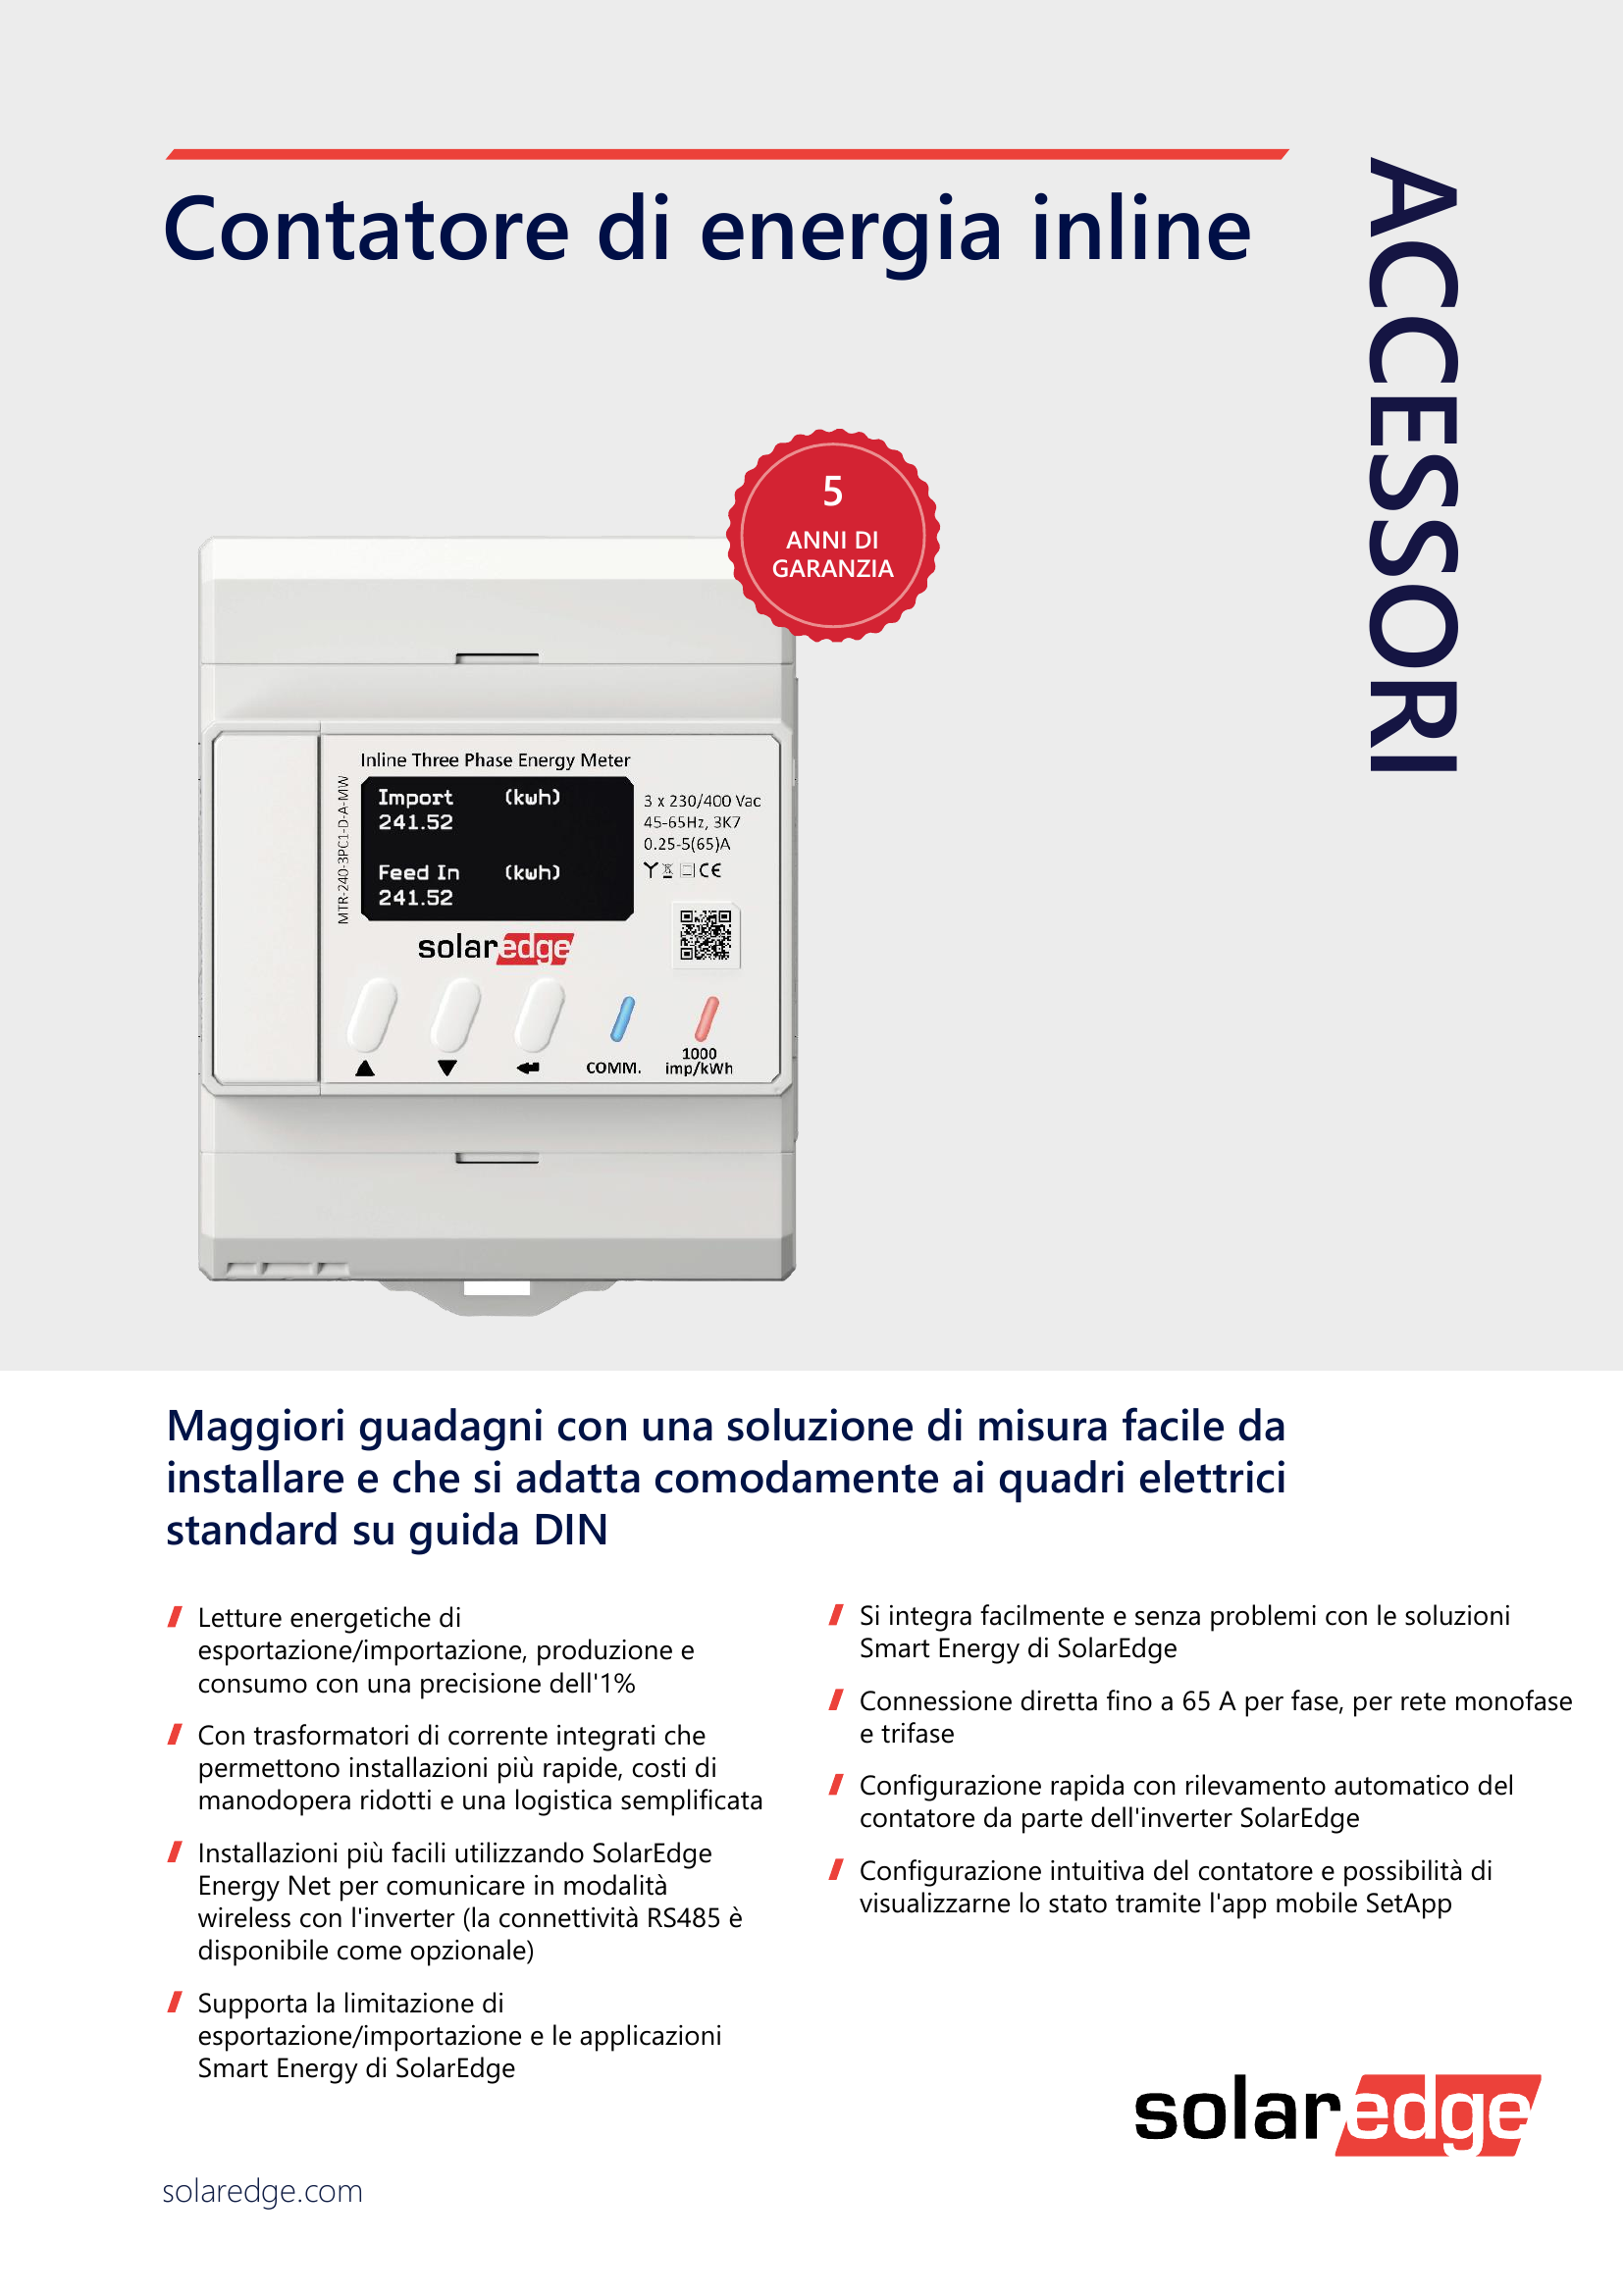 Contatore di energia inline
ACCESSORI
5
ANNI DI
GARANZIA
Inline Three Phase Energy Meter
MTR-240-3PC1-D-A-MW
Import (kwh)
241.52
Feed In (kwh)
241.52
3 x 230/400 Vac
45-65Hz, 3K7
0.25-5(65)A
CE
solaredge
COMM.
1000
imp/kWh
Maggiori guadagni con una soluzione di misura facile da
installare e che si adatta comodamente ai quadri elettrici
standard su guida DIN
Letture energetiche di
esportazione/importazione, produzione e
consumo con una precisione dell'1%
Con trasformatori di corrente integrati che
permettono installazioni più rapide, costi di
manodopera ridotti e una logistica semplificata
Installazioni più facili utilizzando SolarEdge
Energy Net per comunicare in modalità
wireless con l'inverter (la connettività RS485 è
disponibile come opzionale)
Supporta la limitazione di
esportazione/importazione e le applicazioni
Smart Energy di SolarEdge
Si integra facilmente e senza problemi con le soluzioni
Smart Energy di SolarEdge
Connessione diretta fino a 65 A per fase, per rete monofase
e trifase
Configurazione rapida con rilevamento automatico del
contatore da parte dell'inverter SolarEdge
Configurazione intuitiva del contatore e possibilità di
visualizzarne lo stato tramite l'app mobile SetApp
solaredge
solaredge.com